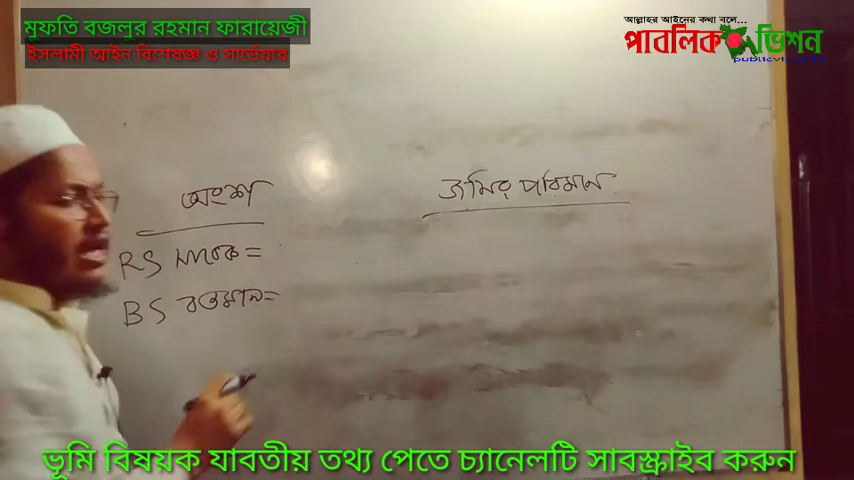 মুফতি বজলুর রহমান ফারায়েজী
ইসলামী আইন বিশেষজ্ঞ ও সার্ভেয়ার
আল্লাহর আইনের কথা বলে...
পাবলিক ভিশন
অংশ
জমির পরিমান
RS সাবেক=
BS বর্তমান=
ভূমি বিষয়ক যাবতীয় তথ্য পেতে চ্যানেলটি সাবস্ক্রাইব করুন